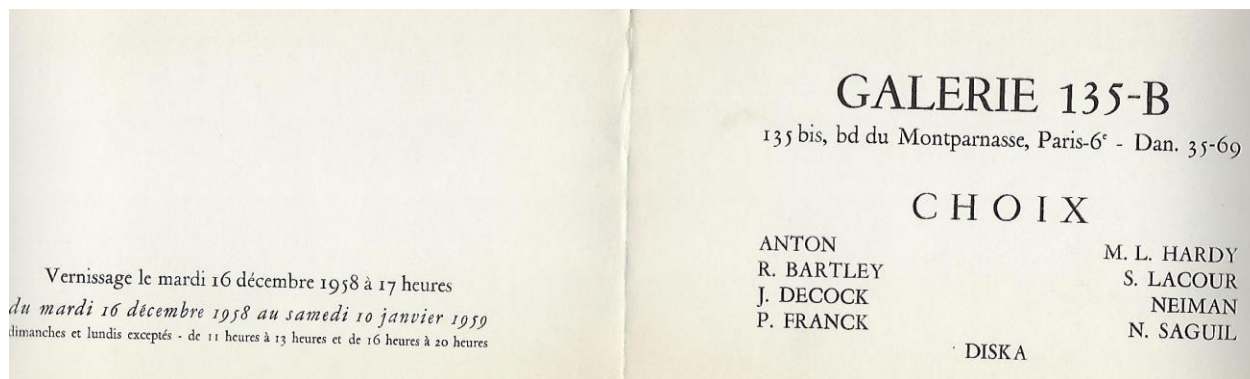 Vernissage le mardi 16 décembre 1958 à 17 heures
du mardi 16 décembre 1958 au samedi 10 janvier 1959
dimanches et lundis exceptés - de 11 heures à 13 heures et de 16 heures à 20 heures
GALERIE 135-B
135 bis, bd du Montparnasse, Paris-6e - Dan. 35-69
CHOIX
ANTON
R. BARTLEY
J. DECOCK
P. FRANCK
M. L. HARDY
S. LACOUR
NEIMAN
N. SAGUIL
DISKA